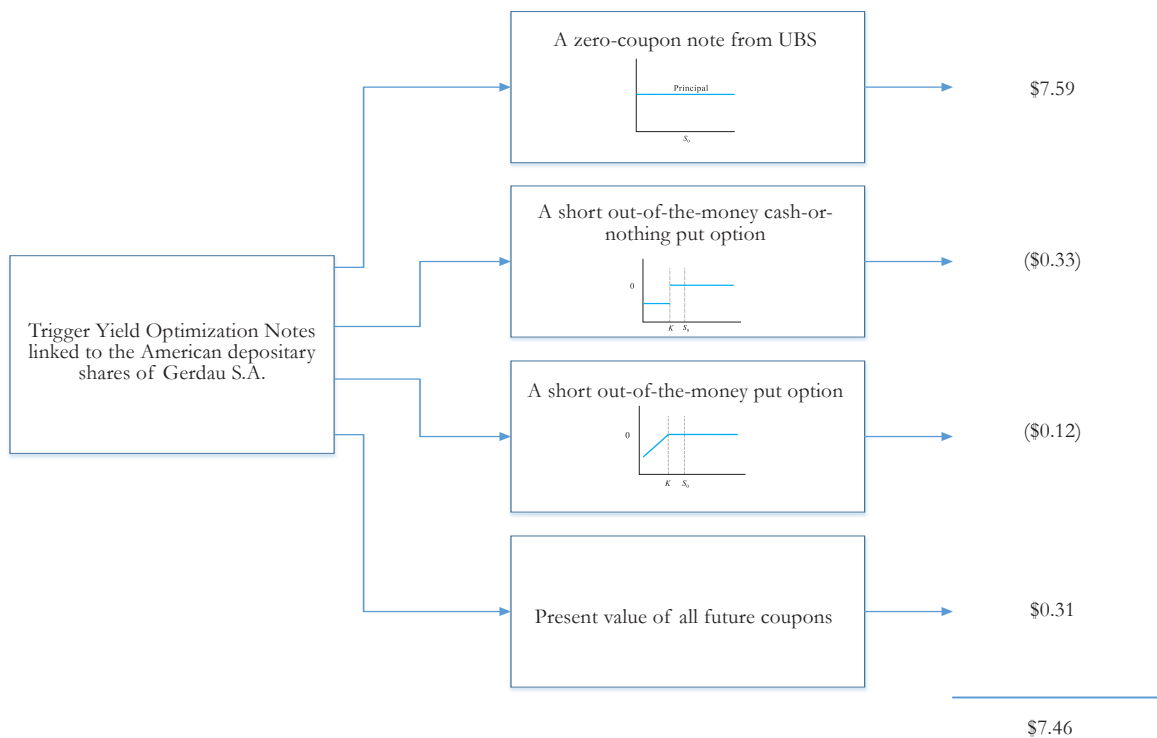 A zero-coupon note from UBS
Principal
S₀
$7.59
A short out-of-the-money cash-or-
nothing put option
0
K
S₀
($0.33)
Trigger Yield Optimization Notes
linked to the American depositary
shares of Gerdau S.A.
A short out-of-the-money put option
0
K
S₀
($0.12)
Present value of all future coupons
$0.31
$7.46